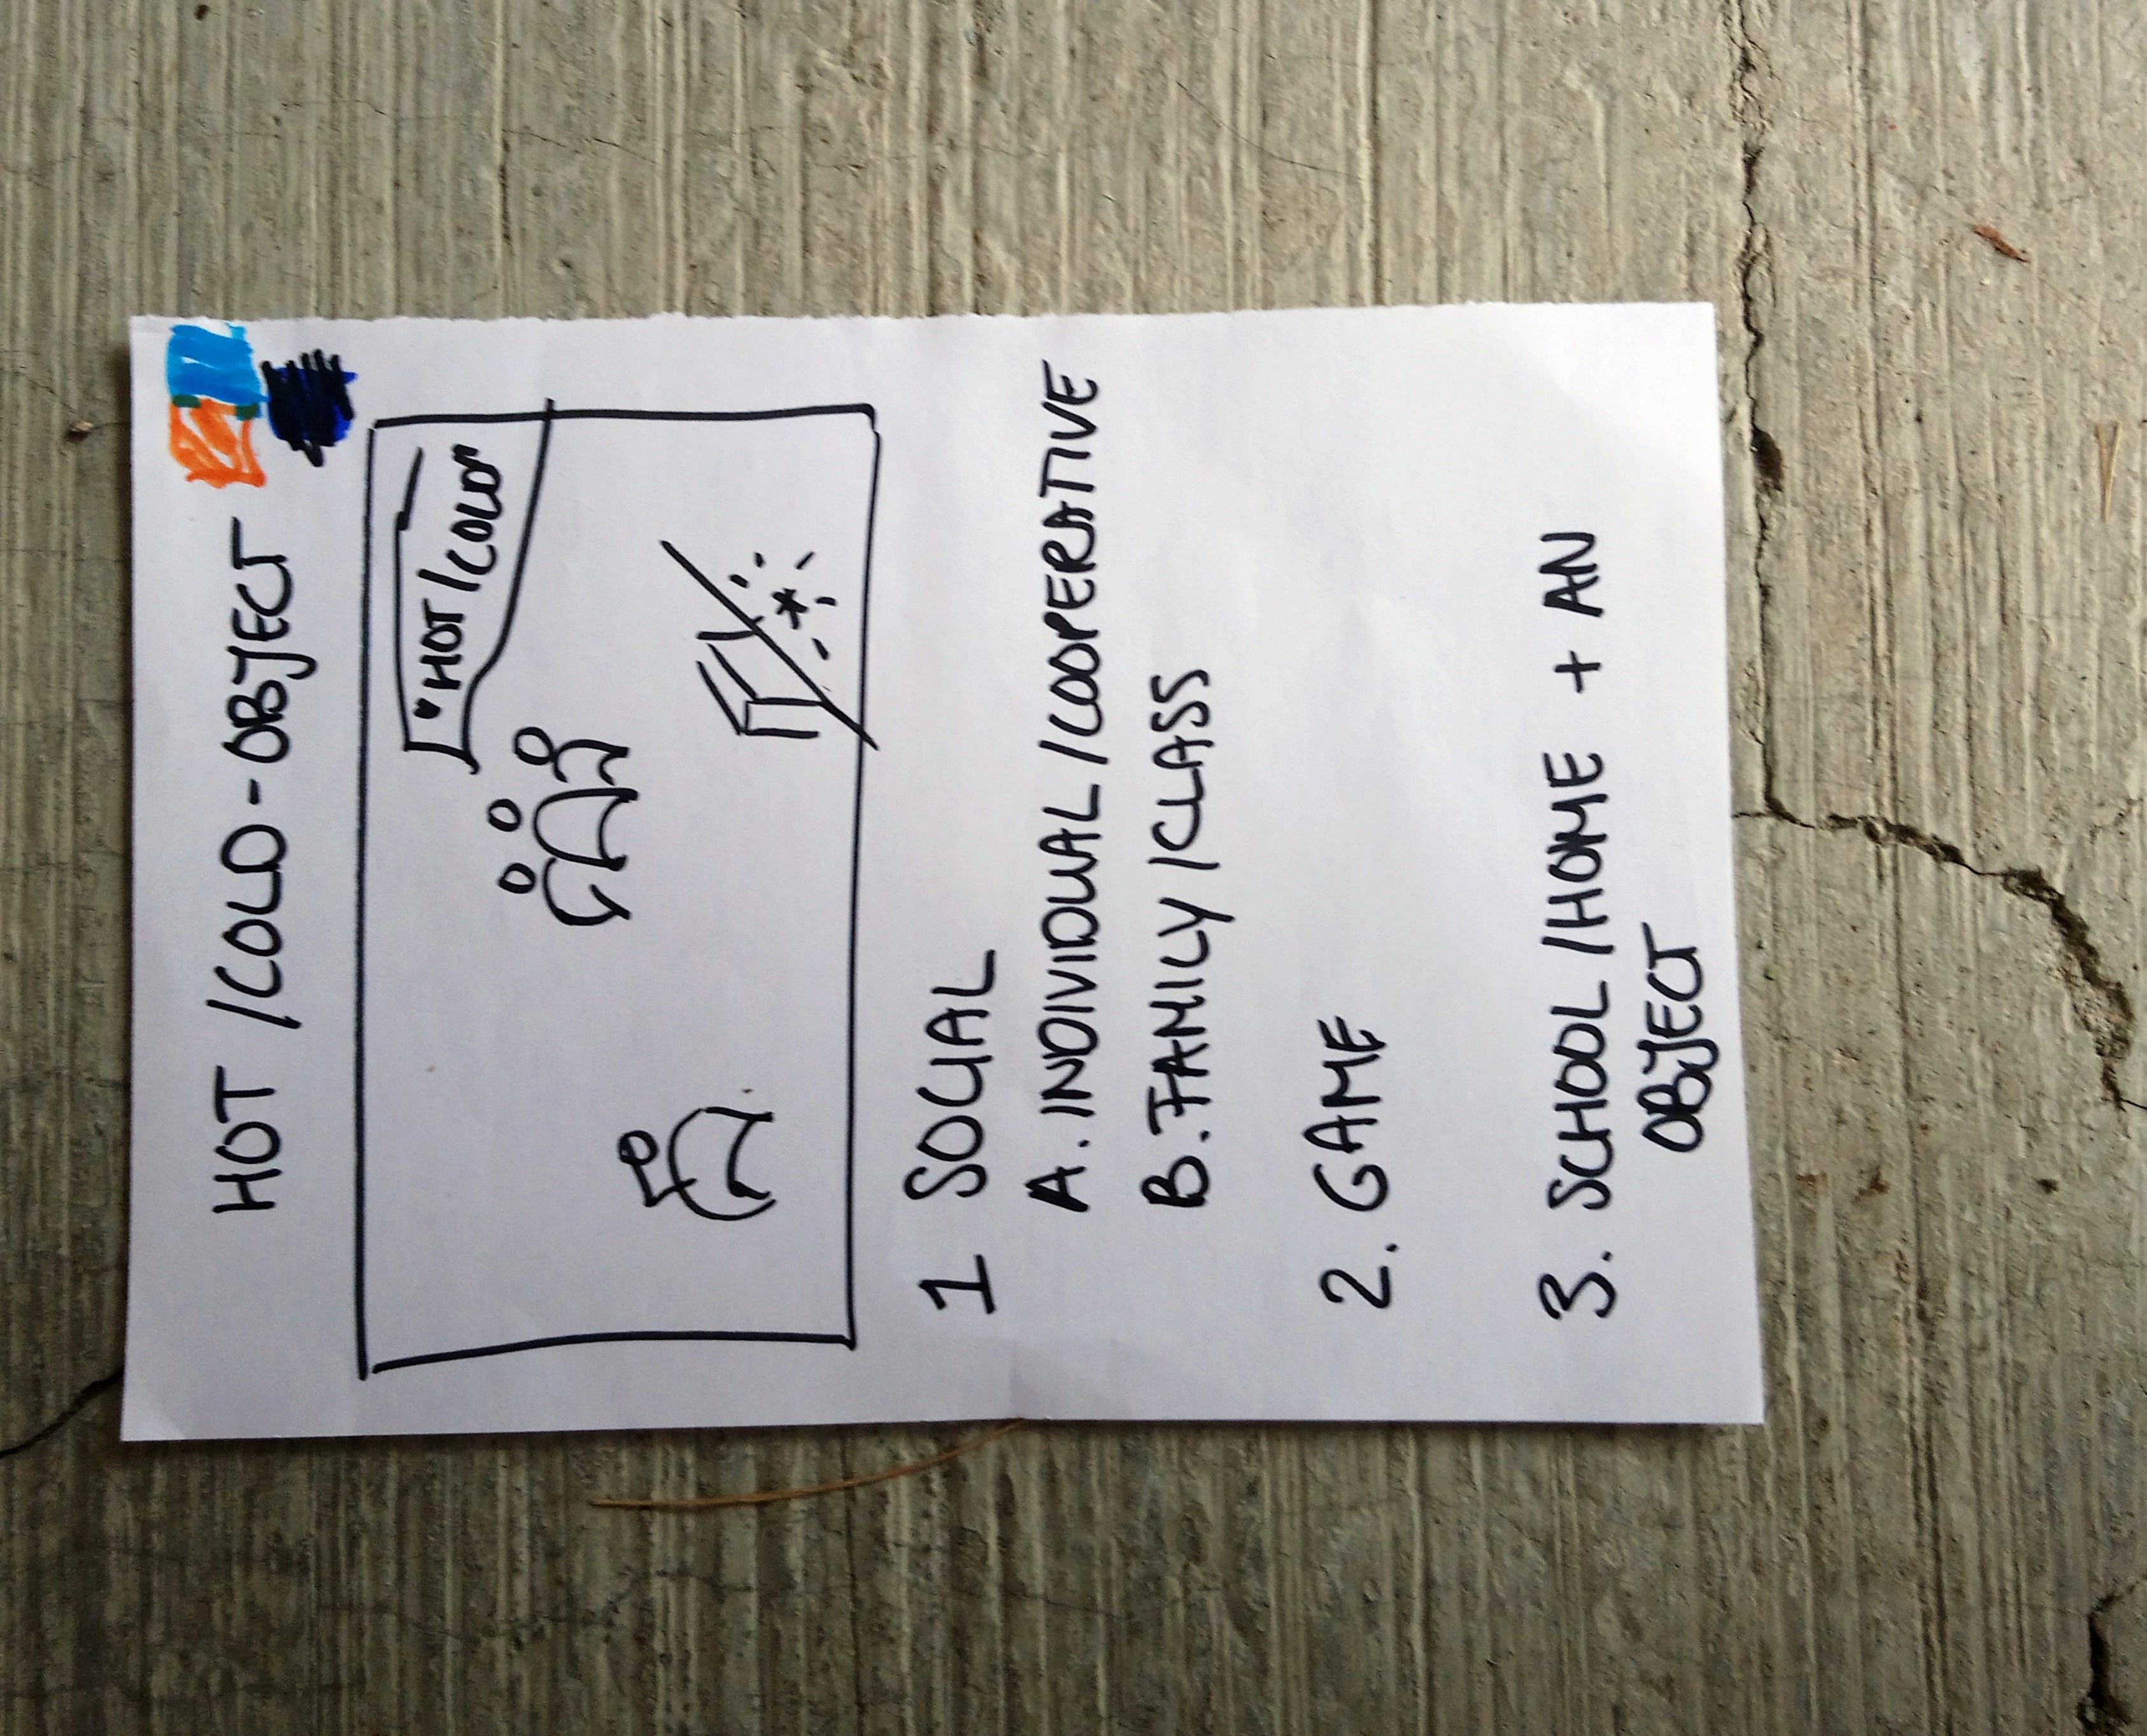 HOT /COLD-OBJECT
"HOT/COLD"
1 SOCIAL
A. INDIVIDUAL/COOPERATIVE
B. FAMILY/CLASS
2. GAME
3. SCHOOL/HOME + AN
OBJECT